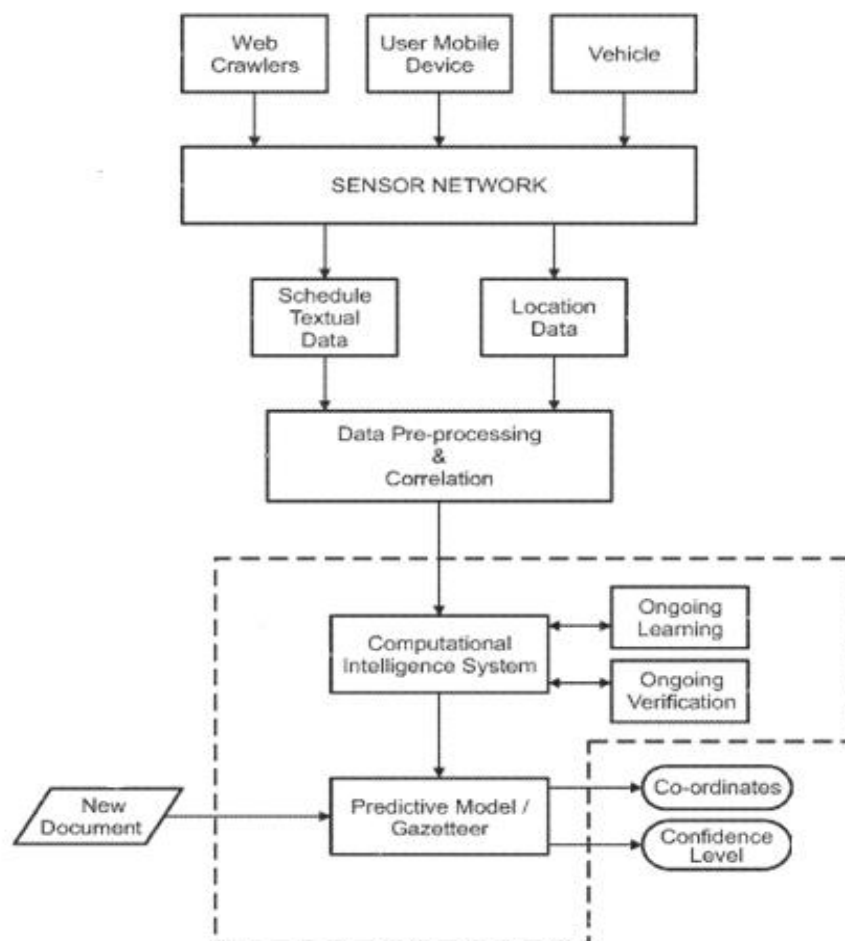 Web
Crawlers
User Mobile
Device
Vehicle
SENSOR NETWORK
Schedule
Textual
Data
Location
Data
Data Pre-processing
&
Correlation
Computational
Intelligence System
Ongoing
Learning
Ongoing
Verification
New
Document
Predictive Model /
Gazetteer
Co-ordinates
Confidence
Level